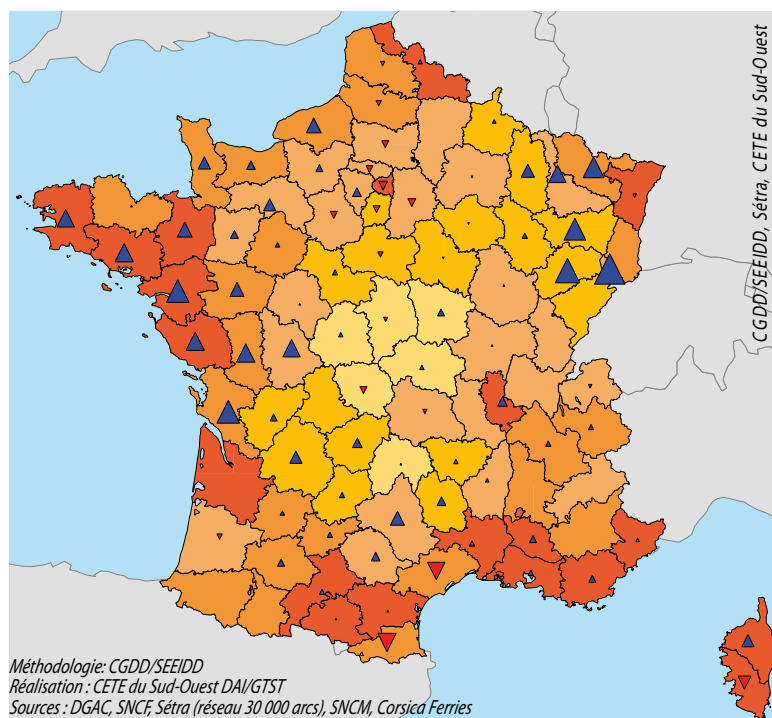 CGDD/SEEIDD, Sétra, CETE du Sud-Ouest
Méthodologie: CGDD/SEEIDD
Réalisation : CETE du Sud-Ouest DAI/GTST
Sources : DGAC, SNCF, Sétra (réseau 30 000 arcs), SNCM, Corsica Ferries